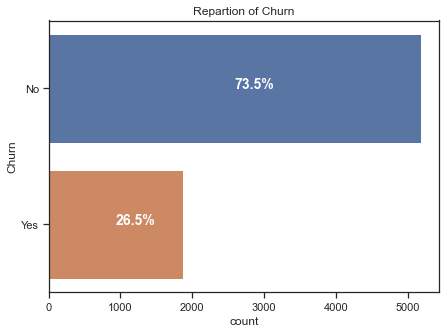 Repartion of Churn
Churn
No
73.5%
Yes
26.5%
0 1000 2000 3000 4000 5000
count